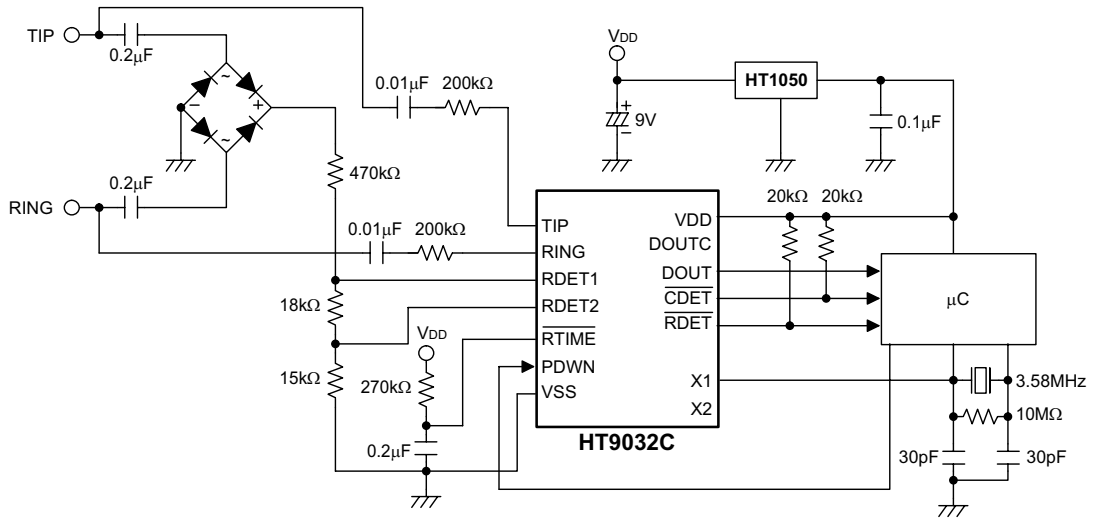 TIP
0.2μF
~
−
+
~
0.2μF
RING
0.01μF
200kΩ
470kΩ
0.01μF
200kΩ
18kΩ
15kΩ
VDD
270kΩ
0.2μF
VDD
+
−
9V
HT1050
0.1μF
20kΩ
20kΩ
TIP
RING
RDET1
RDET2
RTIME
PDWN
VSS
VDD
DOUTC
DOUT
CDET
RDET
X1
X2
HT9032C
μC
3.58MHz
10MΩ
30pF
30pF